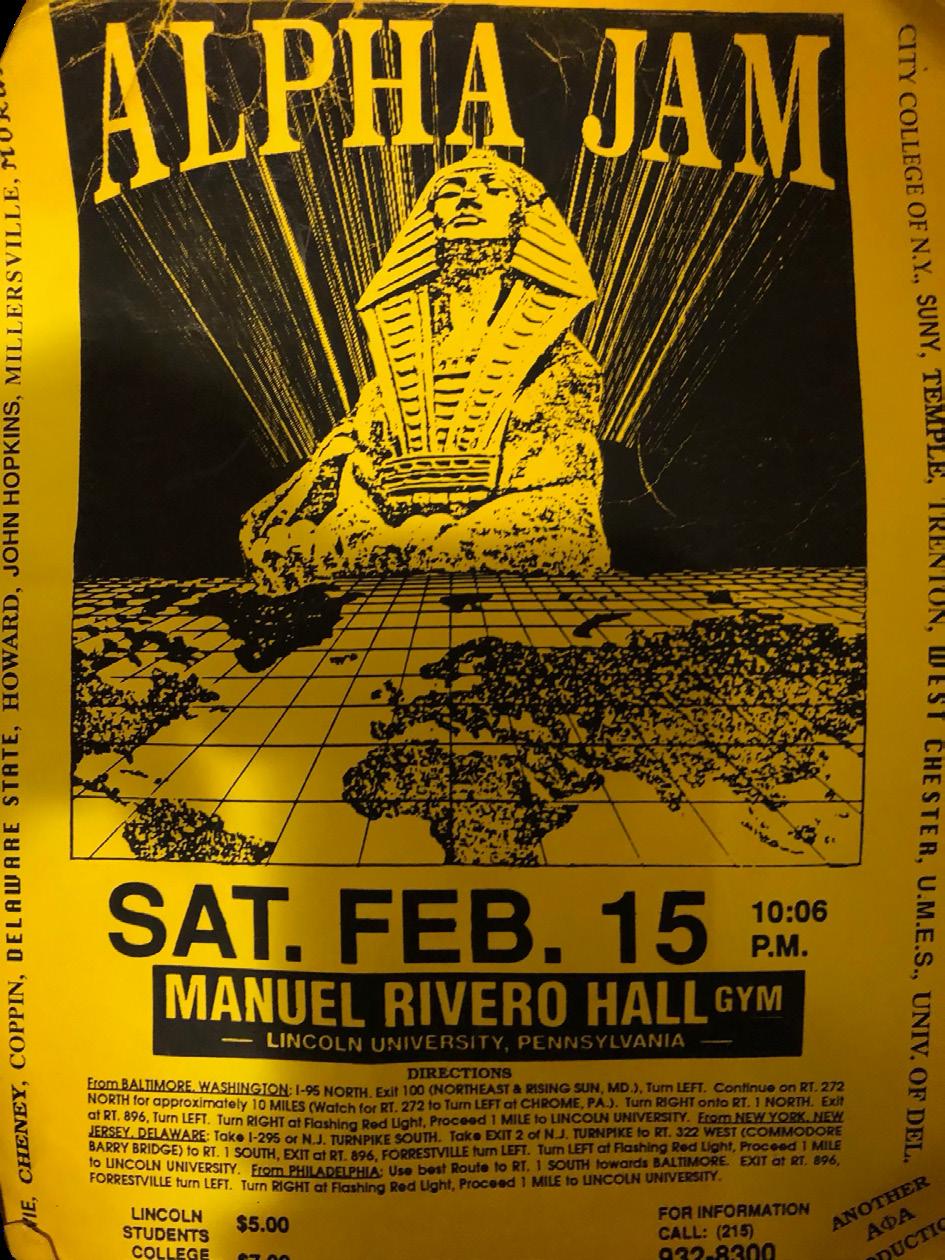 ALPHA JAM
CHENEY, COPPIN, DELAWARE STATE, HOWARD, JOHN HOPKINS, MILLERSVILLE,
CITY COLLEGE OF N.Y., SUNY, TEMPLE, TRENTON, WEST CHESTER, U.M.E.S., UNIV. OF DEL.
SAT. FEB. 15 10:06
P.M.
MANUEL RIVERO HALL GYM
— LINCOLN UNIVERSITY, PENNSYLVANIA —
DIRECTIONS
From BALTIMORE, WASHINGTON: I-95 NORTH. Exit 100 (NORTHEAST & RISING SUN, MD.), Turn LEFT. Continue on RT. 272
NORTH for approximately 10 MILES (Watch for RT. 272 to Turn LEFT at CHROME, PA.). Turn RIGHT onto RT. 1 NORTH. Exit
at RT. 896, Turn LEFT. Turn RIGHT at Flashing Red Light, Proceed 1 MILE to LINCOLN UNIVERSITY. From NEW YORK, NEW
JERSEY, DELAWARE: Take I-295 or N.J. TURNPIKE SOUTH. Take EXIT 2 of N.J. TURNPIKE to RT. 322 WEST (COMMODORE
BARRY BRIDGE) to RT. 1 SOUTH, EXIT at RT. 896, FORRESTVILLE turn LEFT. Turn LEFT at Flashing Red Light, Proceed 1 MILE
to LINCOLN UNIVERSITY. From PHILADELPHIA: Use best Route to RT. 1 SOUTH towards BALTIMORE. EXIT at RT. 896,
FORRESTVILLE turn LEFT. Turn RIGHT at Flashing Red Light, Proceed 1 MILE to LINCOLN UNIVERSITY.
LINCOLN
STUDENTS $5.00
COLLEGE
FOR INFORMATION
CALL: (215)
932-8300
ANOTHER
ΑΦΑ